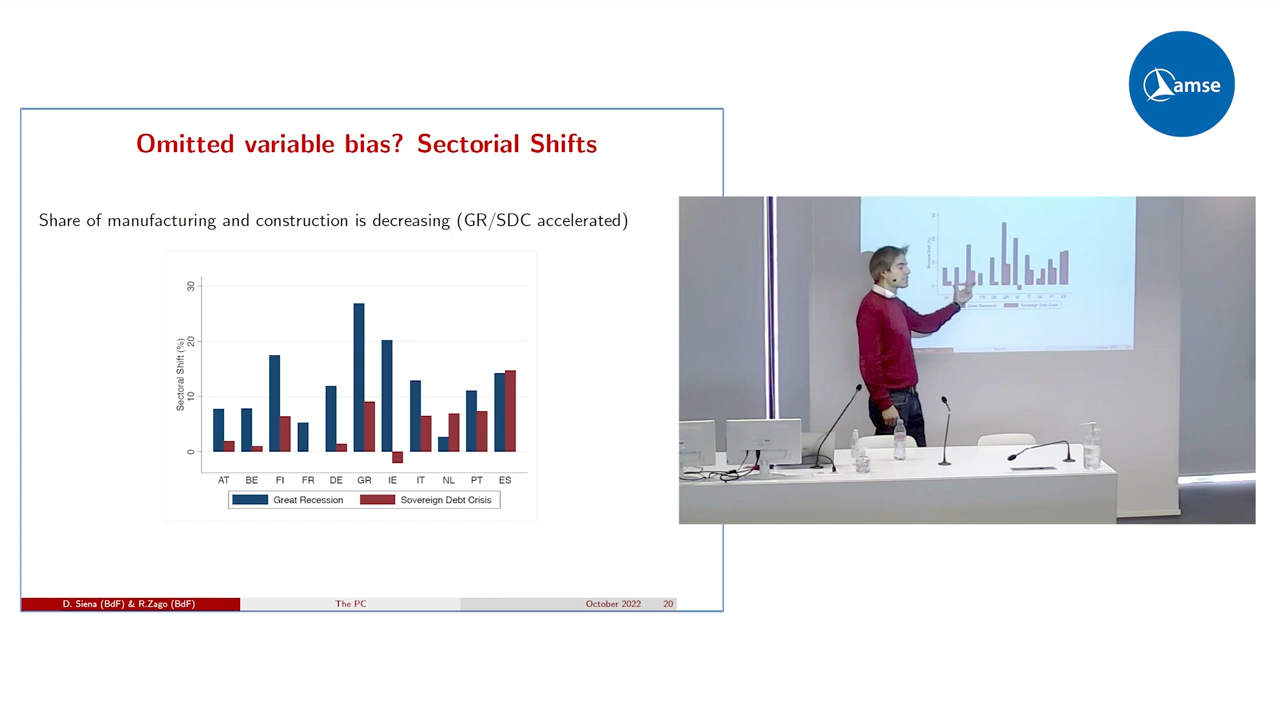 amse
Omitted variable bias? Sectorial Shifts
Share of manufacturing and construction is decreasing (GR/SDC accelerated)
Sectoral Shift (%)
30
20
10
0
AT BE FI FR DE GR IE IT NL PT ES
Great Recession Sovereign Debt Crisis
D. Siena (BdF) & R.Zago (BdF) The PC October 2022 20